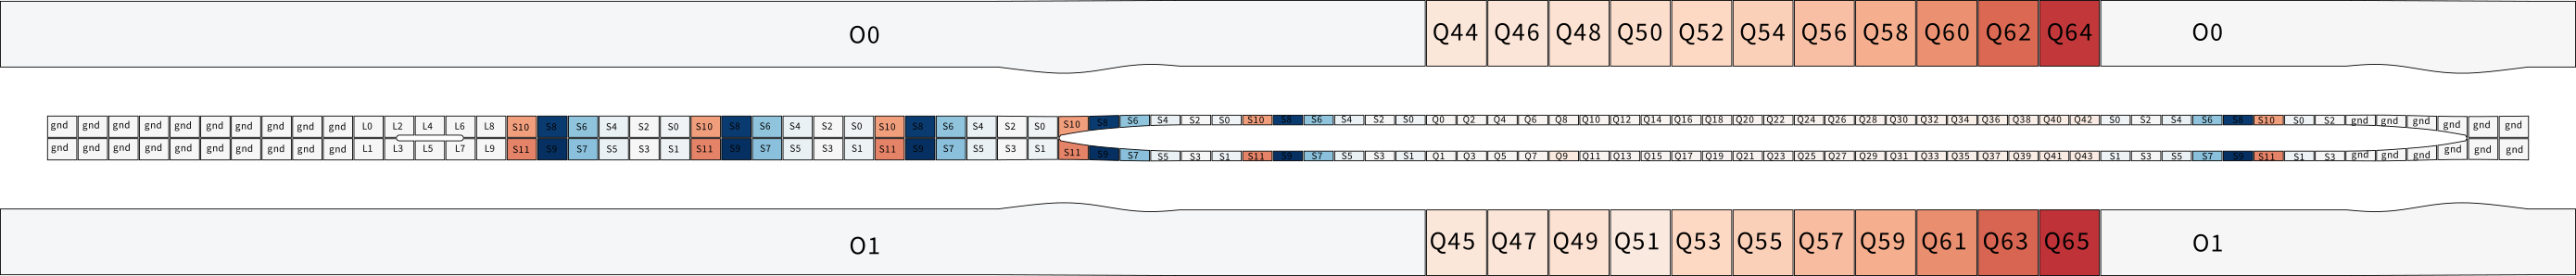 O0 Q44 Q46 Q48 Q50 Q52 Q54 Q56 Q58 Q60 Q62 Q64 O0
gnd gnd gnd gnd gnd gnd gnd gnd gnd gnd L0 L2 L4 L6 L8 S10 S8 S6 S4 S2 S0 S10 S8 S6 S4 S2 S0 S10 S8 S6 S4 S2 S0 S10 S8 S6 S4 S2 S0 S10 S8 S6 S4 S2 S0 Q0 Q2 Q4 Q6 Q8 Q10 Q12 Q14 Q16 Q18 Q20 Q22 Q24 Q26 Q28 Q30 Q32 Q34 Q36 Q38 Q40 Q42 S0 S2 S4 S6 S8 S10 S0 S2 gnd gnd gnd gnd gnd gnd
gnd gnd gnd gnd gnd gnd gnd gnd gnd gnd L1 L3 L5 L7 L9 S11 S9 S7 S5 S3 S1 S11 S9 S7 S5 S3 S1 S11 S9 S7 S5 S3 S1 S11 S9 S7 S5 S3 S1 S11 S9 S7 S5 S3 S1 Q1 Q3 Q5 Q7 Q9 Q11 Q13 Q15 Q17 Q19 Q21 Q23 Q25 Q27 Q29 Q31 Q33 Q35 Q37 Q39 Q41 Q43 S1 S3 S5 S7 S9 S11 S1 S3 gnd gnd gnd gnd gnd gnd
O1 Q45 Q47 Q49 Q51 Q53 Q55 Q57 Q59 Q61 Q63 Q65 O1